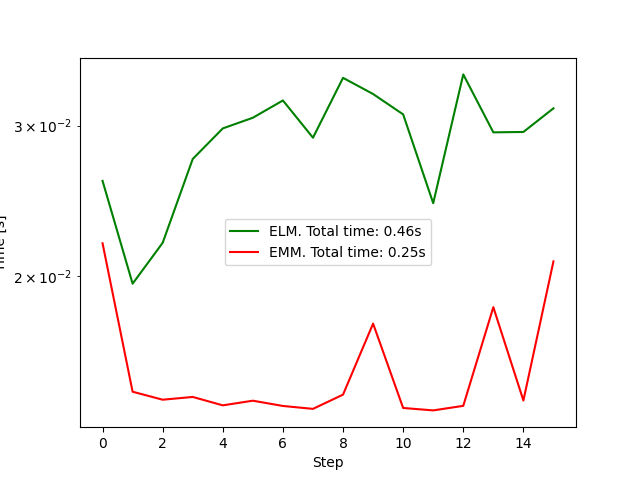 3 × 10⁻²
2 × 10⁻²
ELM. Total time: 0.46s
EMM. Total time: 0.25s
0 2 4 6 8 10 12 14
Step